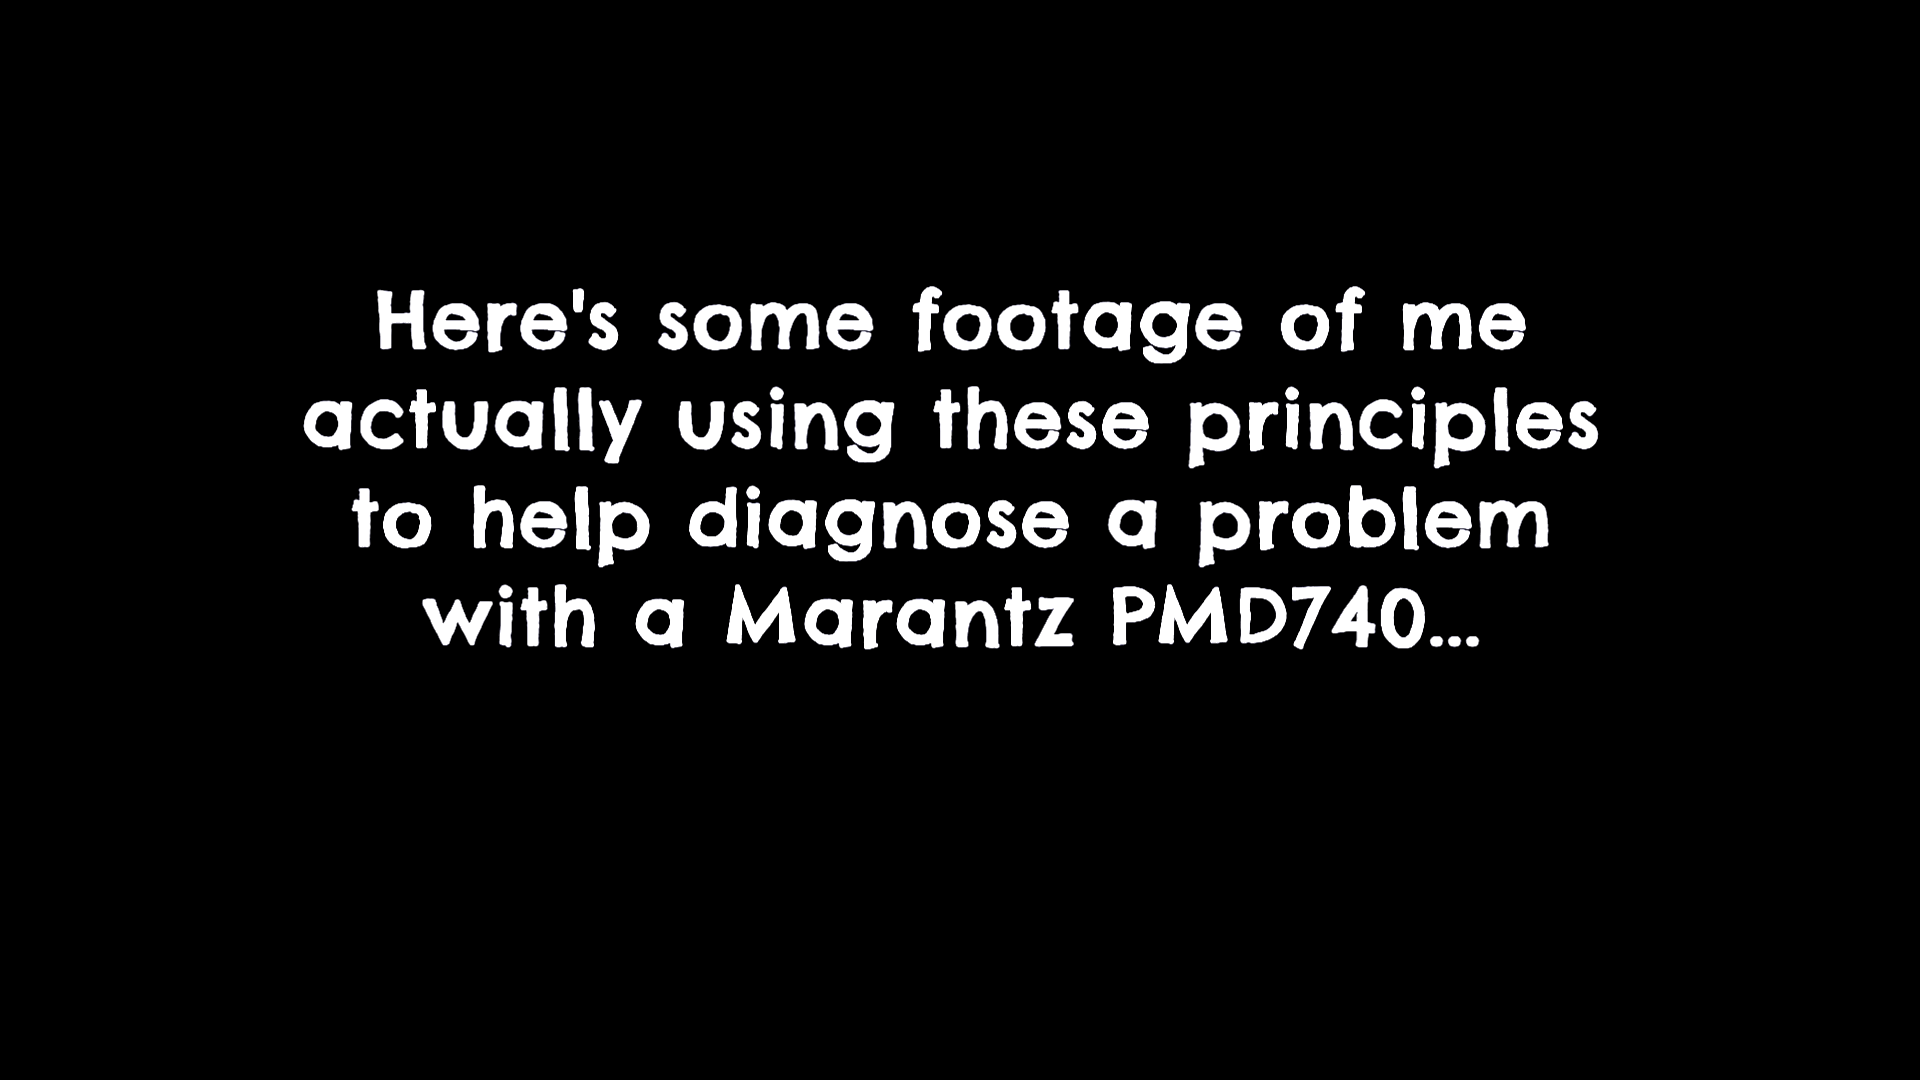 Here's some footage of me
actually using these principles
to help diagnose a problem
with a Marantz PMD740...